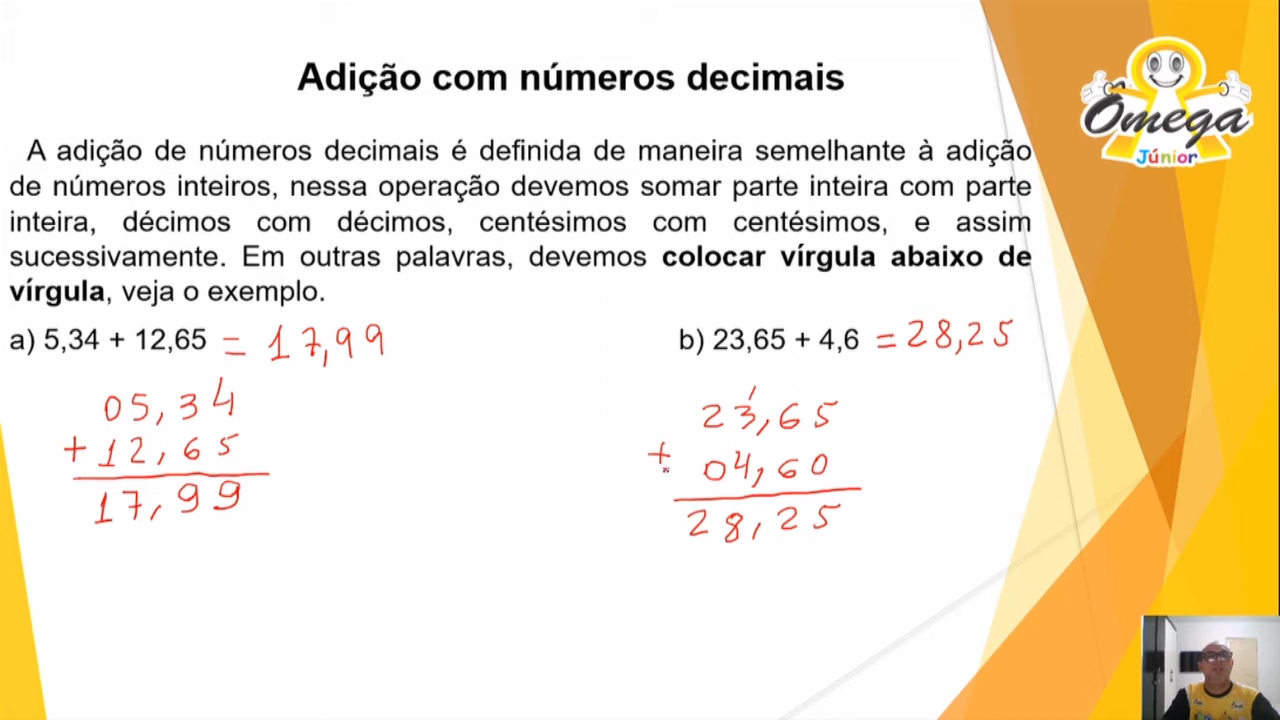 Adição com números decimais
Ômega
Júnior
A adição de números decimais é definida de maneira semelhante à adição
de números inteiros, nessa operação devemos somar parte inteira com parte
inteira, décimos com décimos, centésimos com centésimos, e assim
sucessivamente. Em outras palavras, devemos colocar vírgula abaixo de
vírgula, veja o exemplo.
a) 5,34 + 12,65 = 17,99
05,34
+ 12,65
17,99
b) 23,65 + 4,6 = 28,25
1
23,65
+ 04,60
28,25